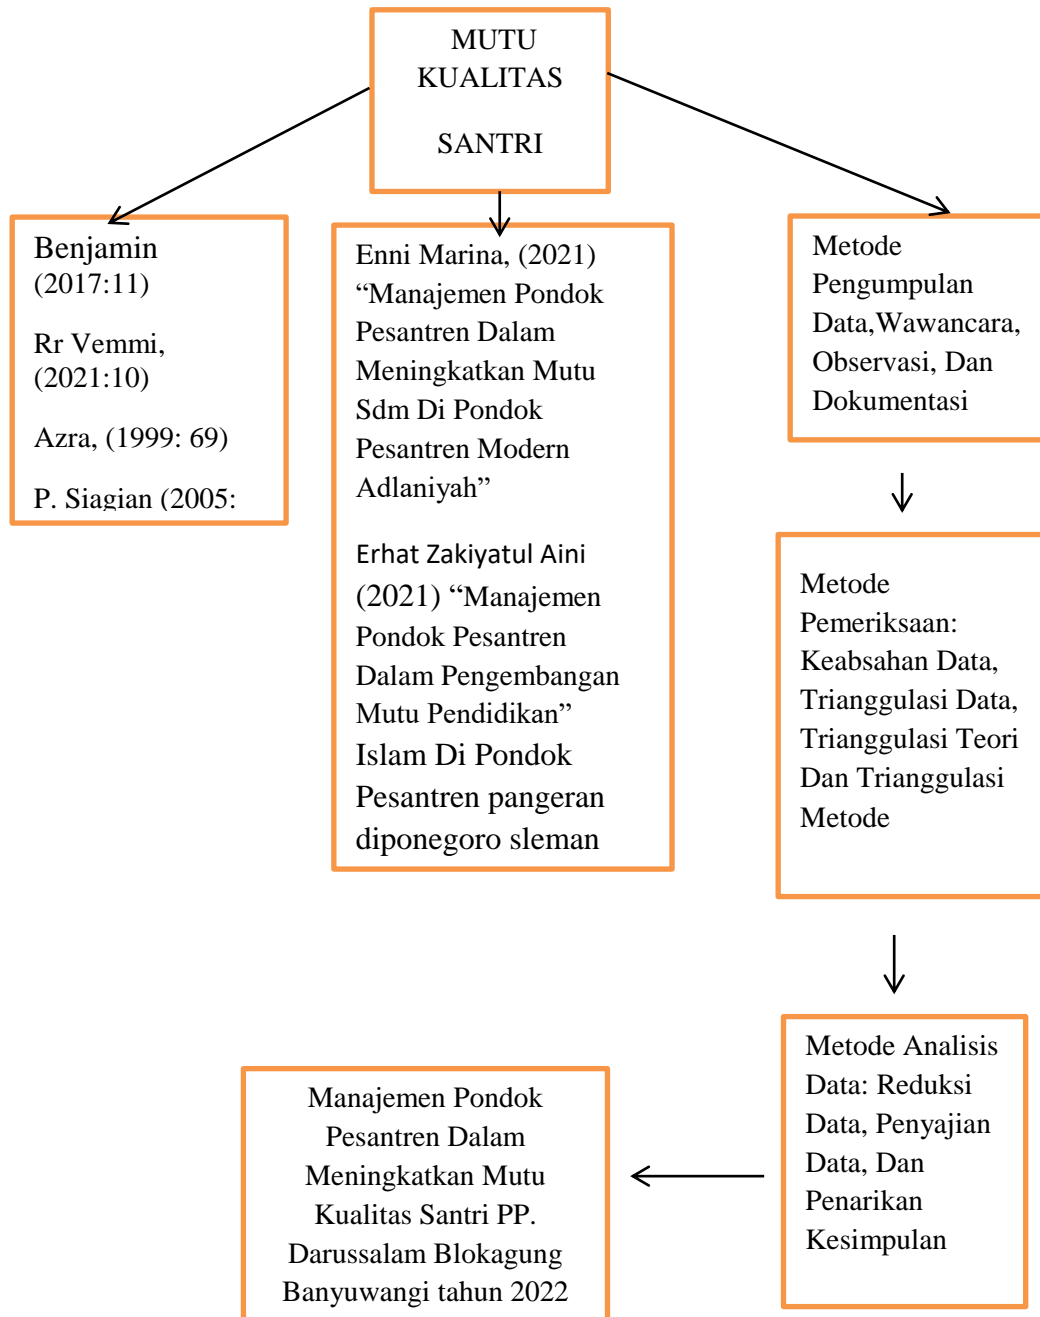 MUTU
KUALITAS
SANTRI
Benjamin
(2017:11)
Rr Vemmi,
(2021:10)
Azra, (1999: 69)
P. Siagian (2005:
Enni Marina, (2021)
“Manajemen Pondok
Pesantren Dalam
Meningkatkan Mutu
Sdm Di Pondok
Pesantren Modern
Adlaniyah”
Erhat Zakiyatul Aini
(2021) “Manajemen
Pondok Pesantren
Dalam Pengembangan
Mutu Pendidikan”
Islam Di Pondok
Pesantren pangeran
diponegoro sleman
Metode
Pengumpulan
Data,Wawancara,
Observasi, Dan
Dokumentasi
Metode
Pemeriksaan:
Keabsahan Data,
Trianggulasi Data,
Trianggulasi Teori
Dan Trianggulasi
Metode
Metode Analisis
Data: Reduksi
Data, Penyajian
Data, Dan
Penarikan
Kesimpulan
Manajemen Pondok
Pesantren Dalam
Meningkatkan Mutu
Kualitas Santri PP.
Darussalam Blokagung
Banyuwangi tahun 2022